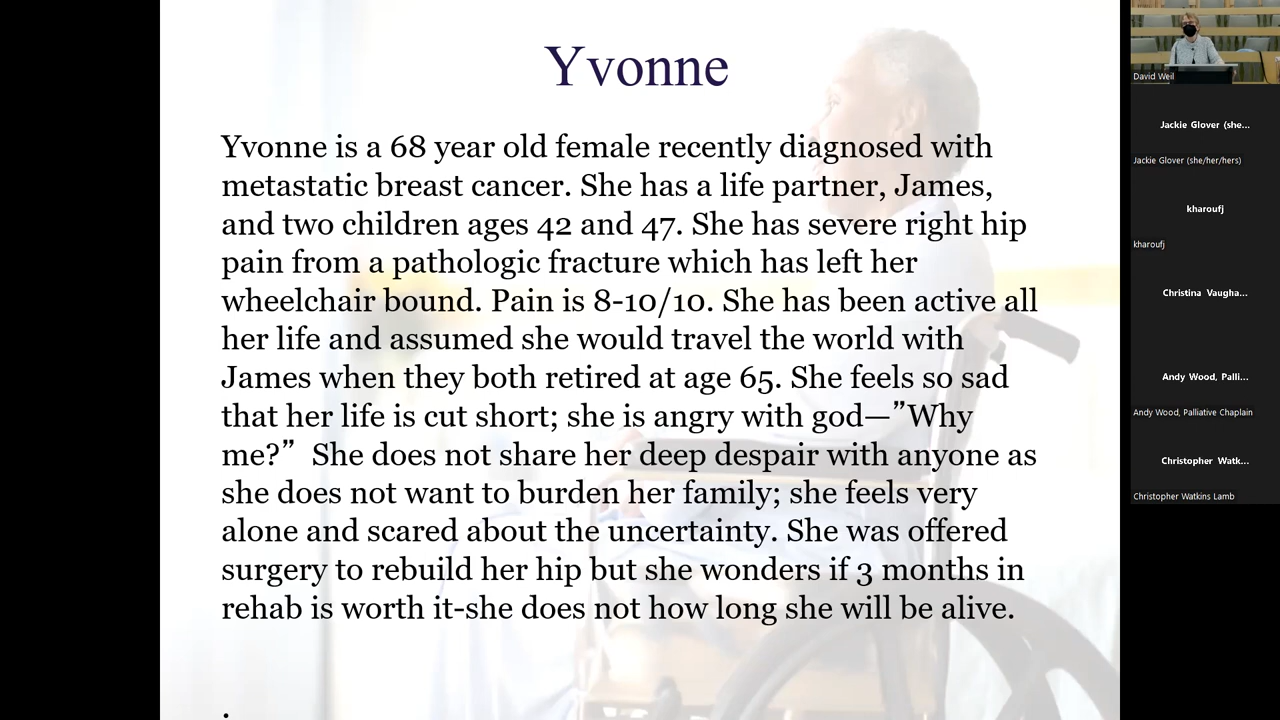 Yvonne
Yvonne is a 68 year old female recently diagnosed with
metastatic breast cancer. She has a life partner, James,
and two children ages 42 and 47. She has severe right hip
pain from a pathologic fracture which has left her
wheelchair bound. Pain is 8-10/10. She has been active all
her life and assumed she would travel the world with
James when they both retired at age 65. She feels so sad
that her life is cut short; she is angry with god—”Why
me?”  She does not share her deep despair with anyone as
she does not want to burden her family; she feels very
alone and scared about the uncertainty. She was offered
surgery to rebuild her hip but she wonders if 3 months in
rehab is worth it-she does not how long she will be alive.
.
David Weil
Jackie Glover (she...
Jackie Glover (she/her/hers)
kharoufj
kharoufj
Christina Vaugha...
Andy Wood, Palli...
Andy Wood, Palliative Chaplain
Christopher Watk...
Christopher Watkins Lamb